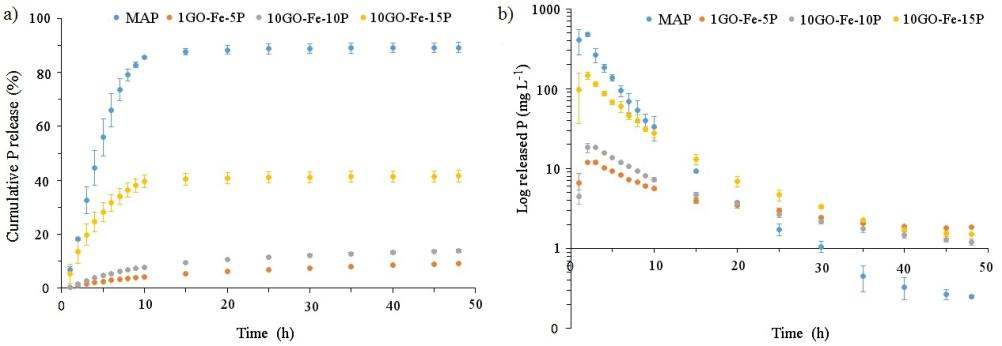 a)
MAP 1GO-Fe-5P 10GO-Fe-10P 10GO-Fe-15P
Cumulative P release (%)
100
80
60
40
20
0
0 10 20 30 40 50
Time (h)
b)
MAP 1GO-Fe-5P 10GO-Fe-10P 10GO-Fe-15P
Log released P (mg L-1)
1000
100
10
1
0
0 10 20 30 40 50
Time (h)